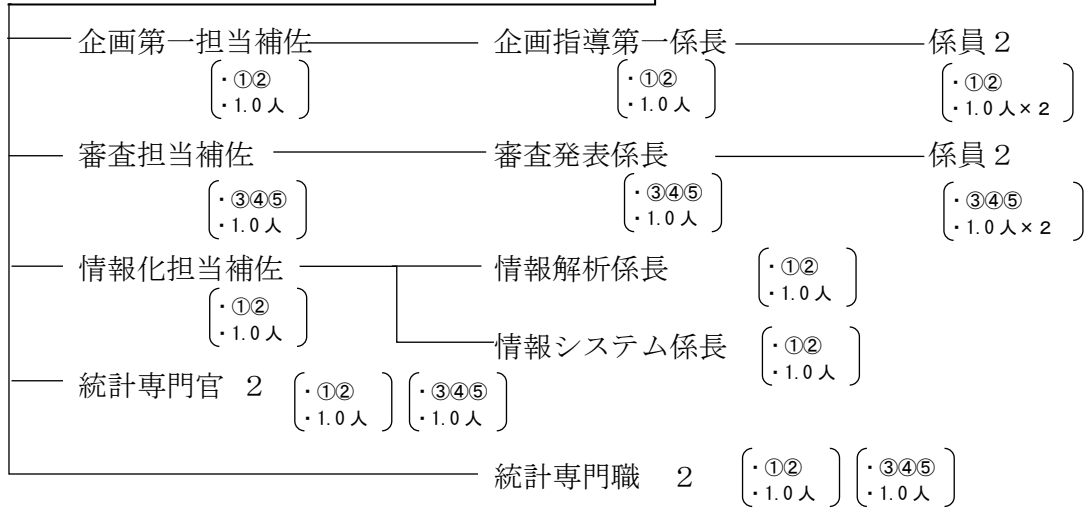 企画第一担当補佐 企画指導第一係長 係員２
・①② ・①② ・①②
・1.0人 ・1.0人 ・1.0人×２
審査担当補佐 審査発表係長 係員２
・③④⑤ ・③④⑤ ・③④⑤
・1.0人 ・1.0人 ・1.0人×２
情報化担当補佐 情報解析係長 ・①②
・1.0人
・①②
・1.0人
情報システム係長 ・①②
・1.0人
統計専門官 ２ ・①② ・③④⑤
・1.0人 ・1.0人
統計専門職 ２ ・①② ・③④⑤
・1.0人 ・1.0人